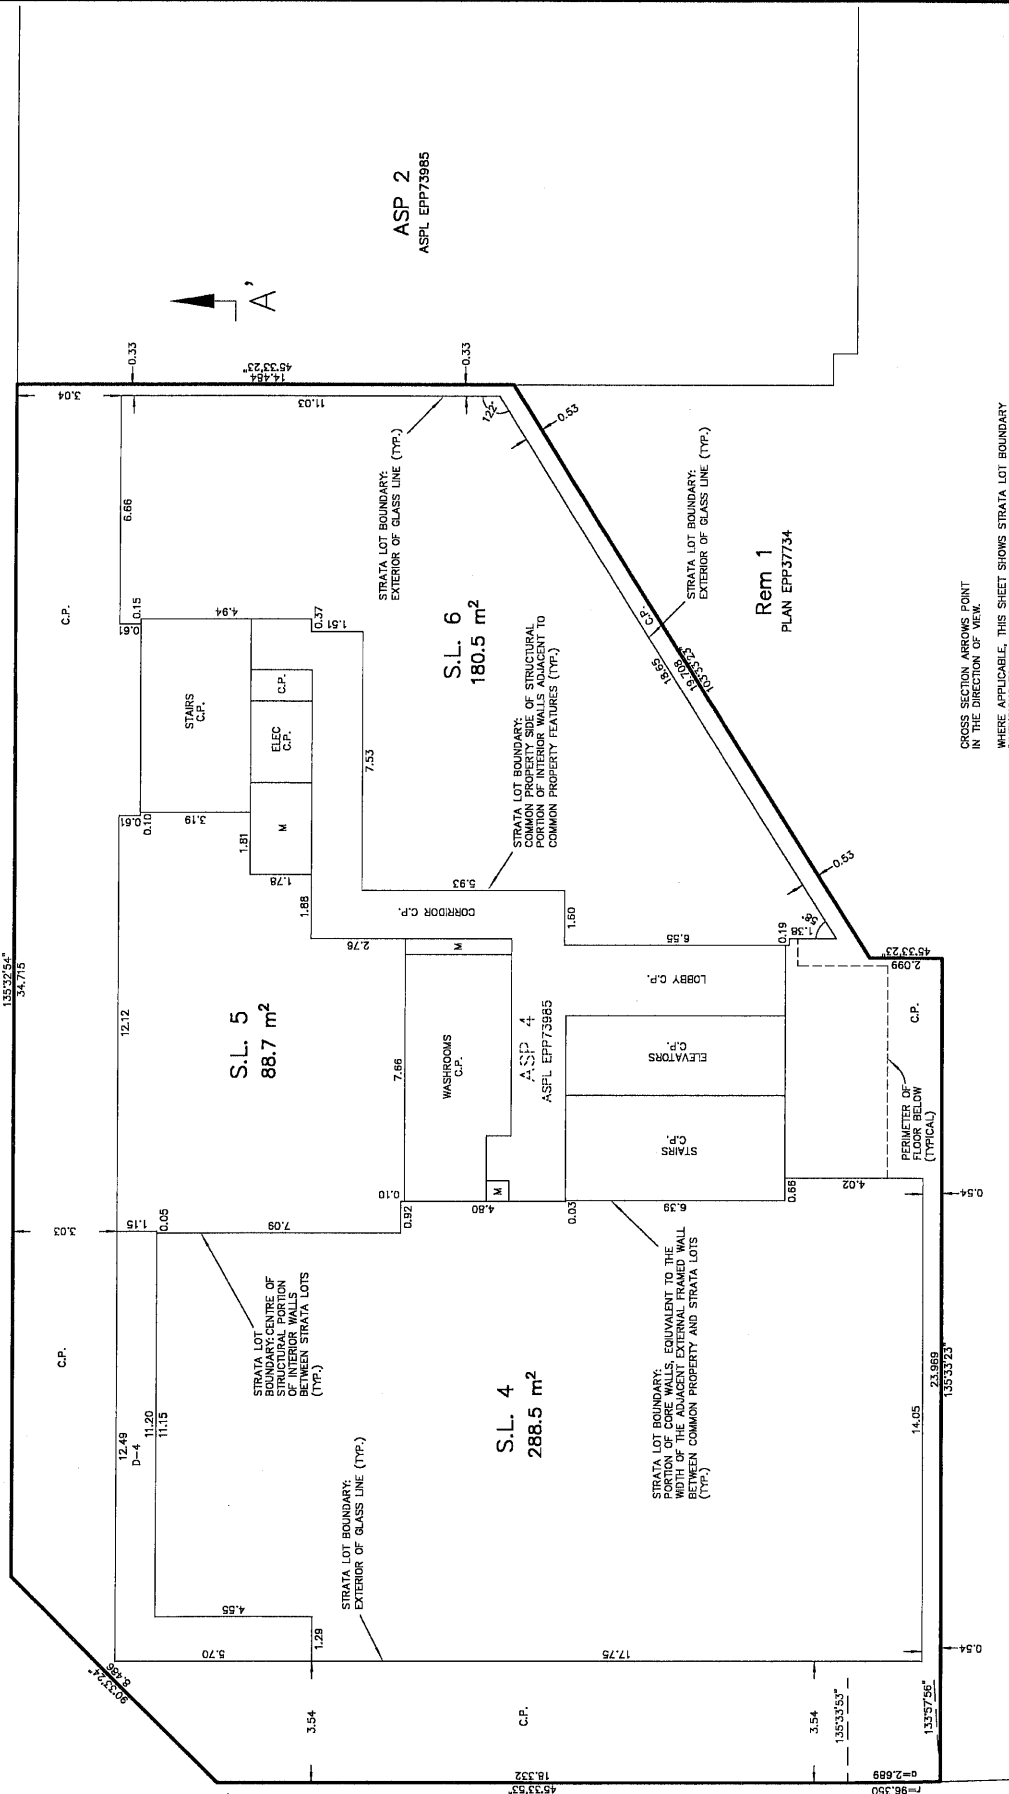 135°32'54"
34.715
C.P.
C.P.
3.04
3.03
0.33
0.33
14.484
45°33'23"
11.03
122°
A'
ASP 2
ASPL EPP73985
6.66
0.15
0.61
4.94
0.37
1.51
STAIRS
C.P.
ELEC
C.P.
C.P.
M
0.61
0.10
3.19
1.81
1.78
1.88
7.53
5.93
CORRIDOR C.P.
1.60
6.55
0.19
1.38
58°
S.L. 6
180.5 m²
STRATA LOT BOUNDARY:
EXTERIOR OF GLASS LINE (TYP.)
STRATA LOT BOUNDARY:
COMMON PROPERTY SIDE OF STRUCTURAL
PORTION OF INTERIOR WALLS ADJACENT TO
COMMON PROPERTY FEATURES (TYP.)
0.53
STRATA LOT BOUNDARY:
EXTERIOR OF GLASS LINE (TYP.)
C.P.
18.65
19.708
103°33'23"
0.53
Rem 1
PLAN EPP37734
CROSS SECTION ARROWS POINT
IN THE DIRECTION OF VIEW.
WHERE APPLICABLE, THIS SHEET SHOWS STRATA LOT BOUNDARY
12.12
S.L. 5
88.7 m²
2.76
M
7.66
WASHROOMS
C.P.
ASP 4
ASPL EPP73985
M
LOBBY C.P.
ELEVATORS
C.P.
STAIRS
C.P.
45°33'23"
2.099
C.P.
PERIMETER OF
FLOOR BELOW
(TYPICAL)
1.15
0.05
7.09
0.10
0.92
4.80
0.03
6.39
0.66
4.02
0.54
STRATA LOT
BOUNDARY:CENTRE OF
STRUCTURAL PORTION
OF INTERIOR WALLS
BETWEEN STRATA LOTS
(TYP.)
12.49
D-4
11.20
11.15
S.L. 4
288.5 m²
STRATA LOT BOUNDARY:
PORTION OF CORE WALLS, EQIUVALENT TO THE
WIDTH OF THE ADJACENT EXTERNAL FRAMED WALL
BETWEEN COMMON PROPERTY AND STRATA LOTS
(TYP.)
14.05
23.969
135°33'23"
STRATA LOT BOUNDARY:
EXTERIOR OF GLASS LINE (TYP.)
4.55
1.29
5.70
17.75
0.54
90°33'24"
8.486
3.54
C.P.
3.54
135°33'53"
133°57'56"
18.332
45°33'53"
a=2.689
r=96.350